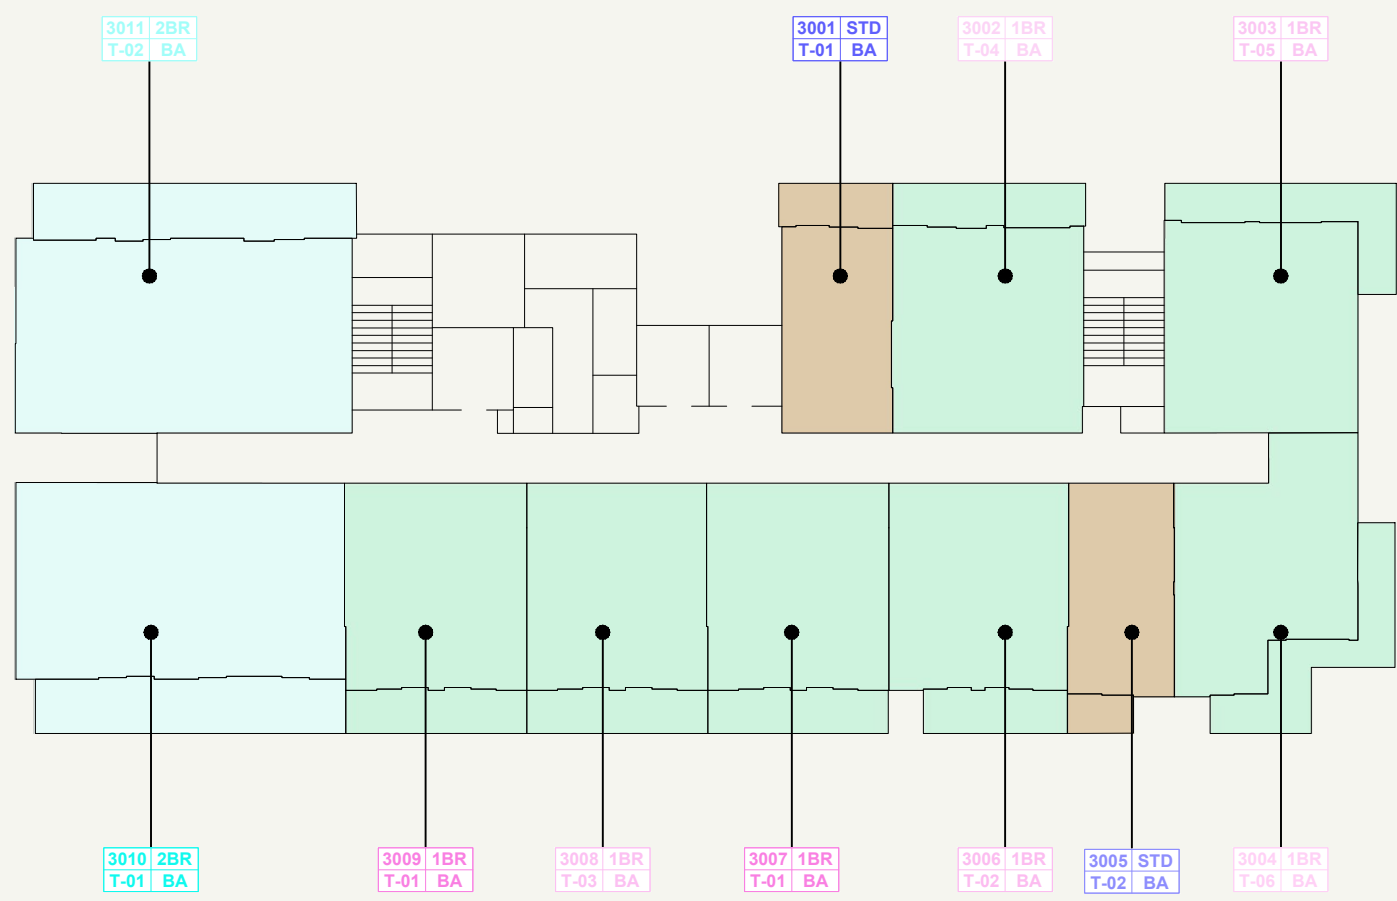 3011 2BR
T-02 BA
3001 STD
T-01 BA
3002 1BR
T-04 BA
3003 1BR
T-05 BA
3010 2BR
T-01 BA
3009 1BR
T-01 BA
3008 1BR
T-03 BA
3007 1BR
T-01 BA
3006 1BR
T-02 BA
3005 STD
T-02 BA
3004 1BR
T-06 BA